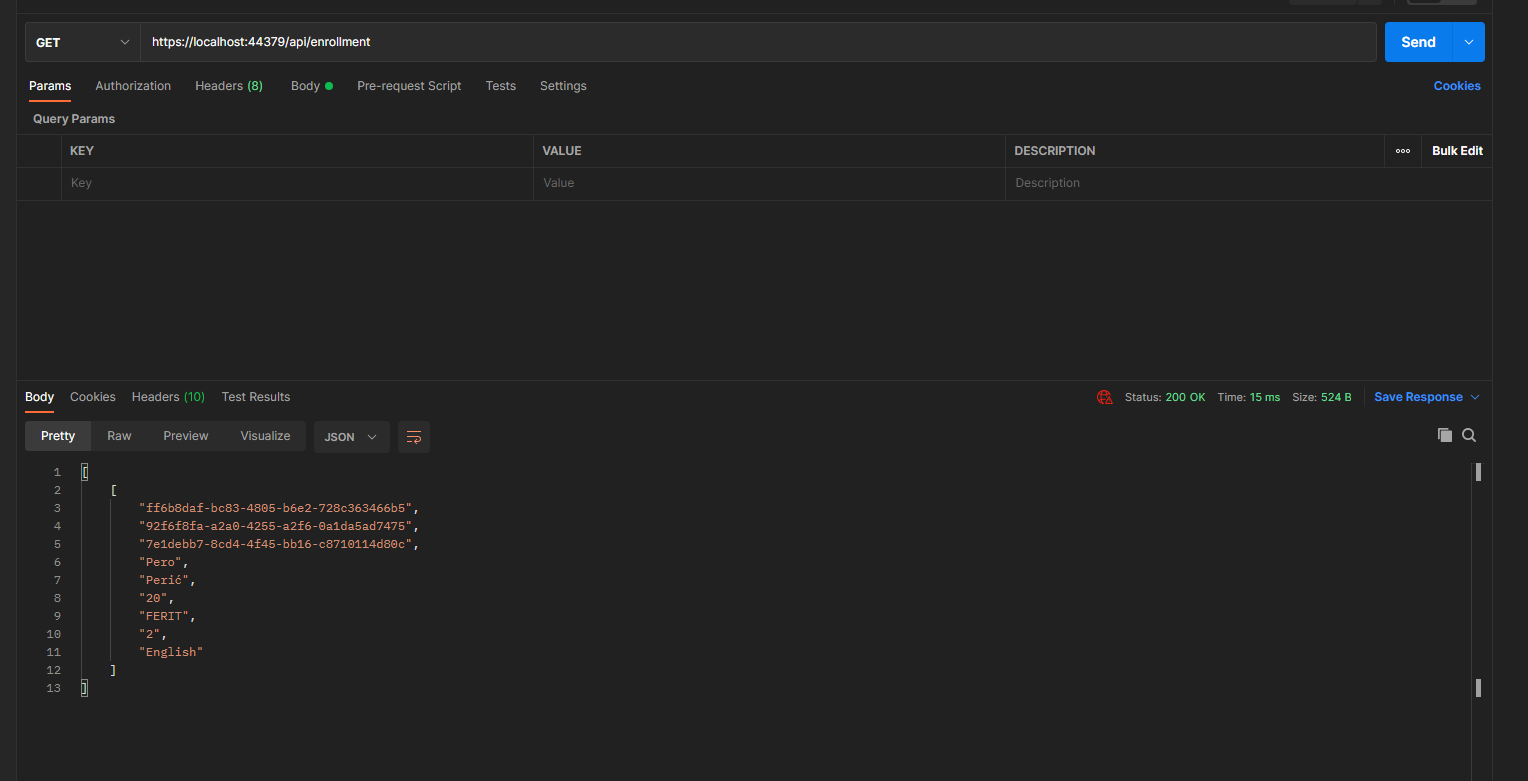 GET https://localhost:44379/api/enrollment Send
Params Authorization Headers (8) Body Pre-request Script Tests Settings Cookies
Query Params
KEY VALUE DESCRIPTION ooo Bulk Edit
Key Value Description
Body Cookies Headers (10) Test Results Status: 200 OK Time: 15 ms Size: 524 B Save Response
Pretty Raw Preview Visualize JSON
1 [
2 [
3 "ff6b8daf-bc83-4805-b6e2-728c363466b5",
4 "92f6f8fa-a2a0-4255-a2f6-0a1da5ad7475",
5 "7e1debb7-8cd4-4f45-bb16-c8710114d80c",
6 "Pero",
7 "Perić",
8 "20",
9 "FERIT",
10 "2",
11 "English"
12 ]
13 ]